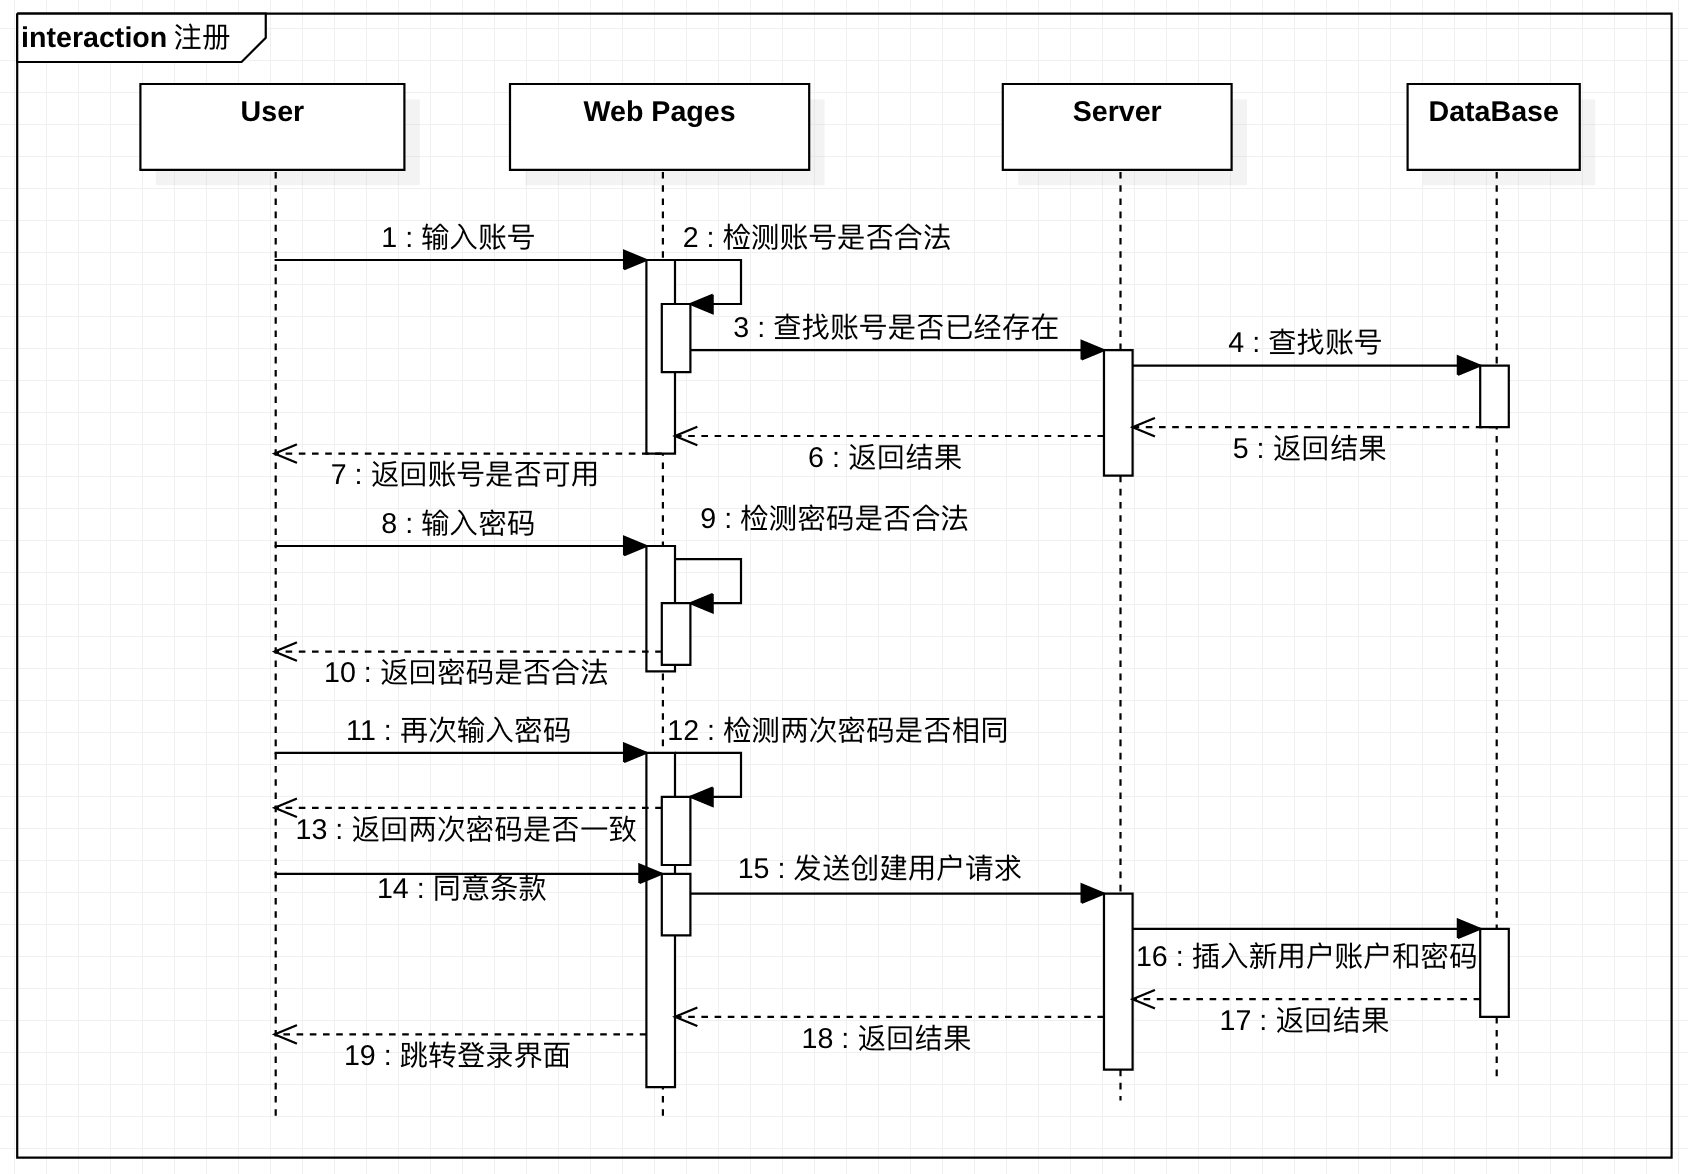 interaction 注册
User
Web Pages
Server
DataBase
1 : 输入账号
2 : 检测账号是否合法
3 : 查找账号是否已经存在
4 : 查找账号
5 : 返回结果
6 : 返回结果
7 : 返回账号是否可用
8 : 输入密码
9 : 检测密码是否合法
10 : 返回密码是否合法
11 : 再次输入密码
12 : 检测两次密码是否相同
13 : 返回两次密码是否一致
14 : 同意条款
15 : 发送创建用户请求
16 : 插入新用户账户和密码
17 : 返回结果
18 : 返回结果
19 : 跳转登录界面